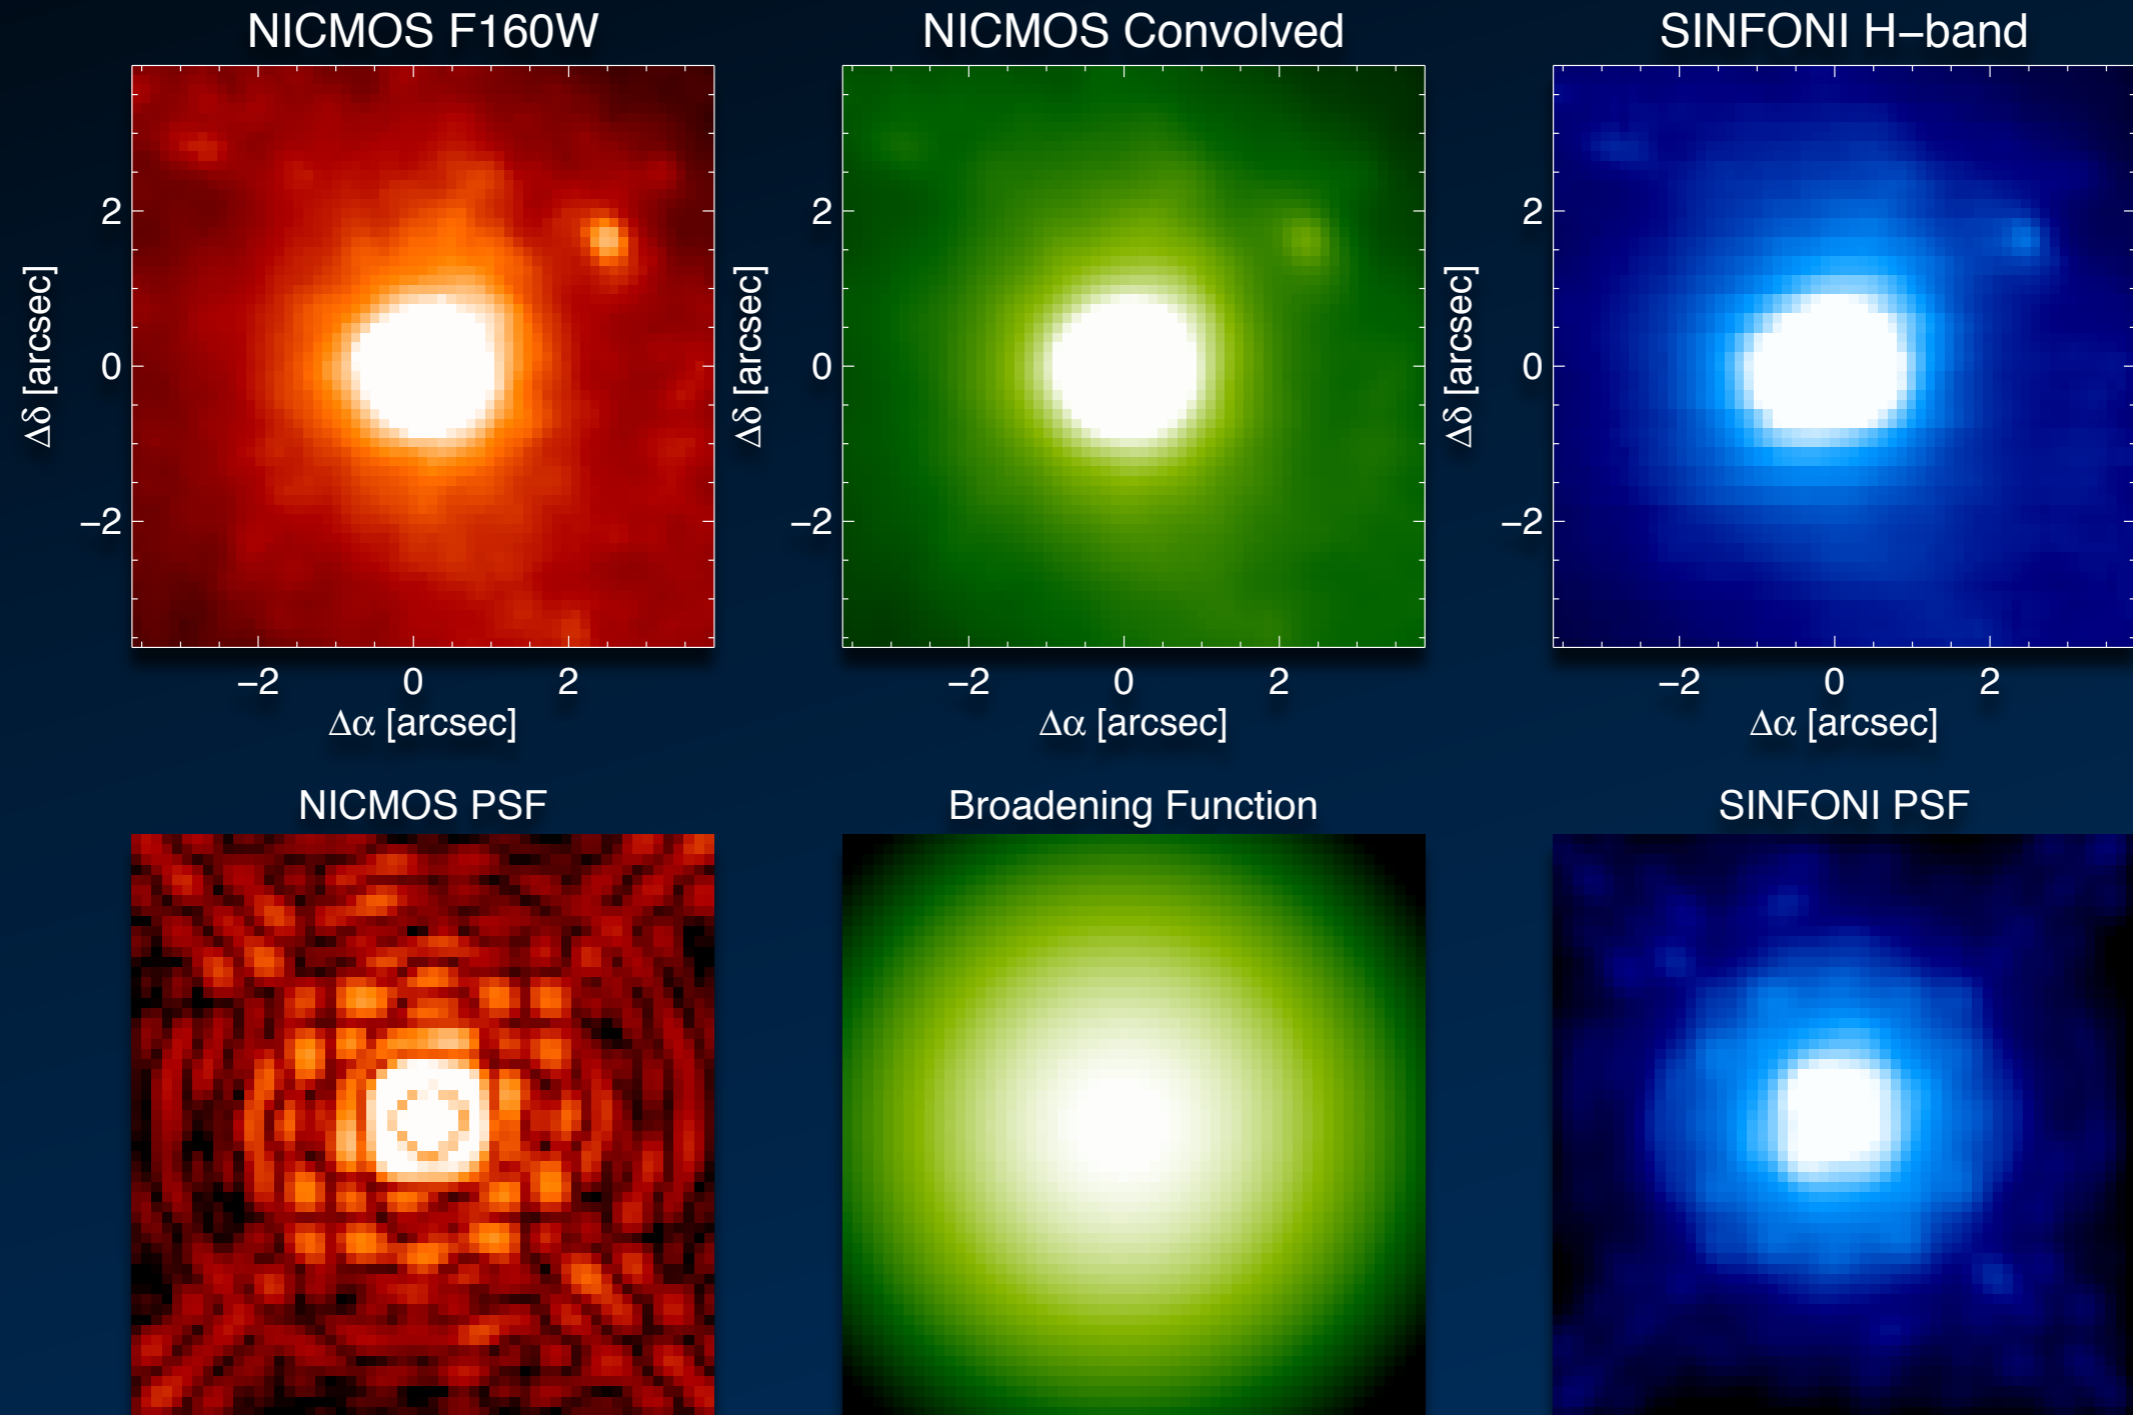 NICMOS F160W
NICMOS Convolved
SINFONI H−band
Δδ [arcsec]
2
0
−2
−2 0 2
Δα [arcsec]
Δδ [arcsec]
2
0
−2
−2 0 2
Δα [arcsec]
Δδ [arcsec]
2
0
−2
−2 0 2
Δα [arcsec]
NICMOS PSF
Broadening Function
SINFONI PSF